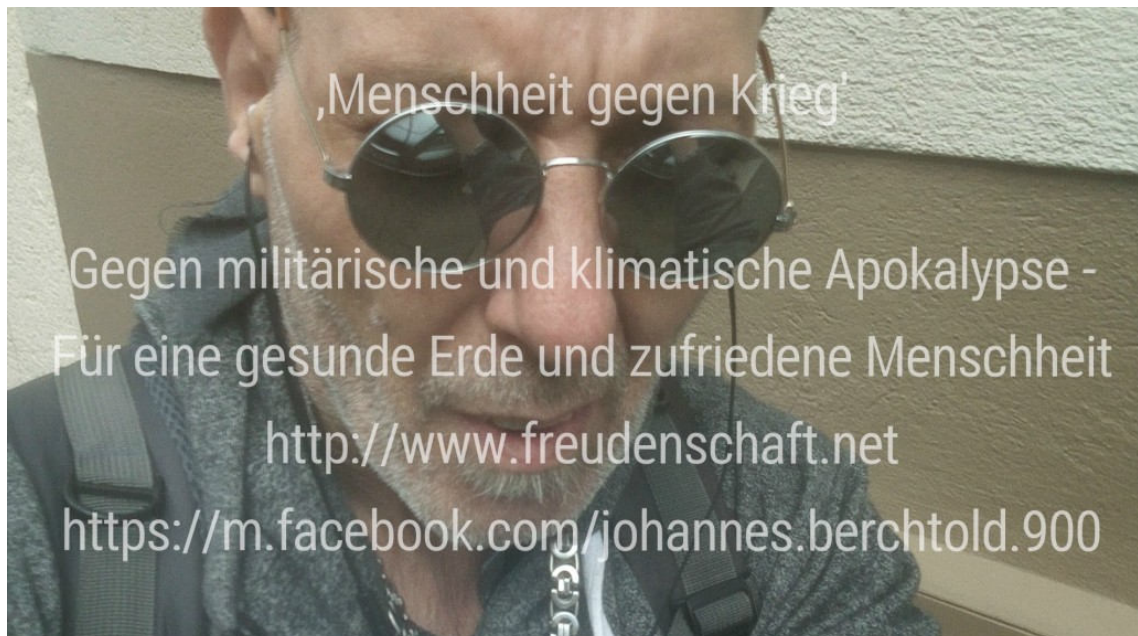 ‚Menschheit gegen Krieg'
Gegen militärische und klimatische Apokalypse -
Für eine gesunde Erde und zufriedene Menschheit
http://www.freudenschaft.net
https://m.facebook.com/johannes.berchtold.900